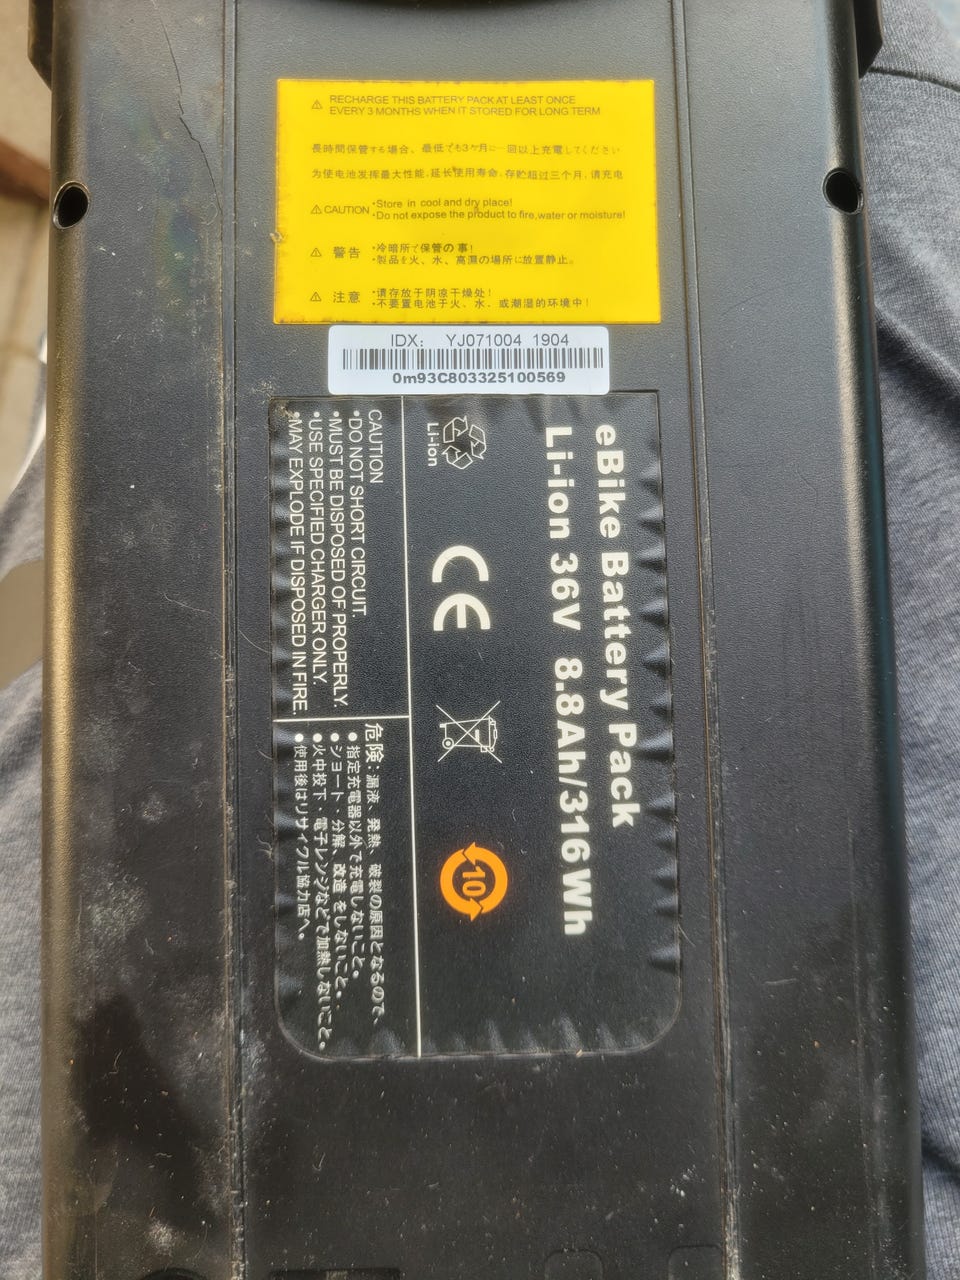 RECHARGE THIS BATTERY PACK AT LEAST ONCE
EVERY 3 MONTHS WHEN IT STORED FOR LONG TERM
長時間保管する場合、最低でも3ケ月に一回以上充電してください
为使电池发挥最大性能,延长使用寿命,存贮超过三个月,请充电
CAUTION
·Store in cool and dry place!
·Do not expose the product to fire,water or moisture!
警告
·冷暗所で保管の事!
·製品を火、水、高濕の場所に放置静止。
注意
·请存放于阴凉干燥处!
·不要置电池于火、水、或潮湿的环境中!
IDX: YJ071004 1904
0m93C803325100569
eBike Battery Pack
Li-ion 36V 8.8Ah/316 Wh
Li-ion
CE
10
CAUTION
•DO NOT SHORT CIRCUIT.
•MUST BE DISPOSED OF PROPERLY.
•USE SPECIFIED CHARGER ONLY.
•MAY EXPLODE IF DISPOSED IN FIRE.
危険:漏液、発熱、破裂の原因となるので、
●指定充電器以外で充電しないこと。
●ショート・分解、改造をしないこと。
●火中投下・電子レンジなどで加熱しないこと。
●使用後はリサイクル協力店へ。